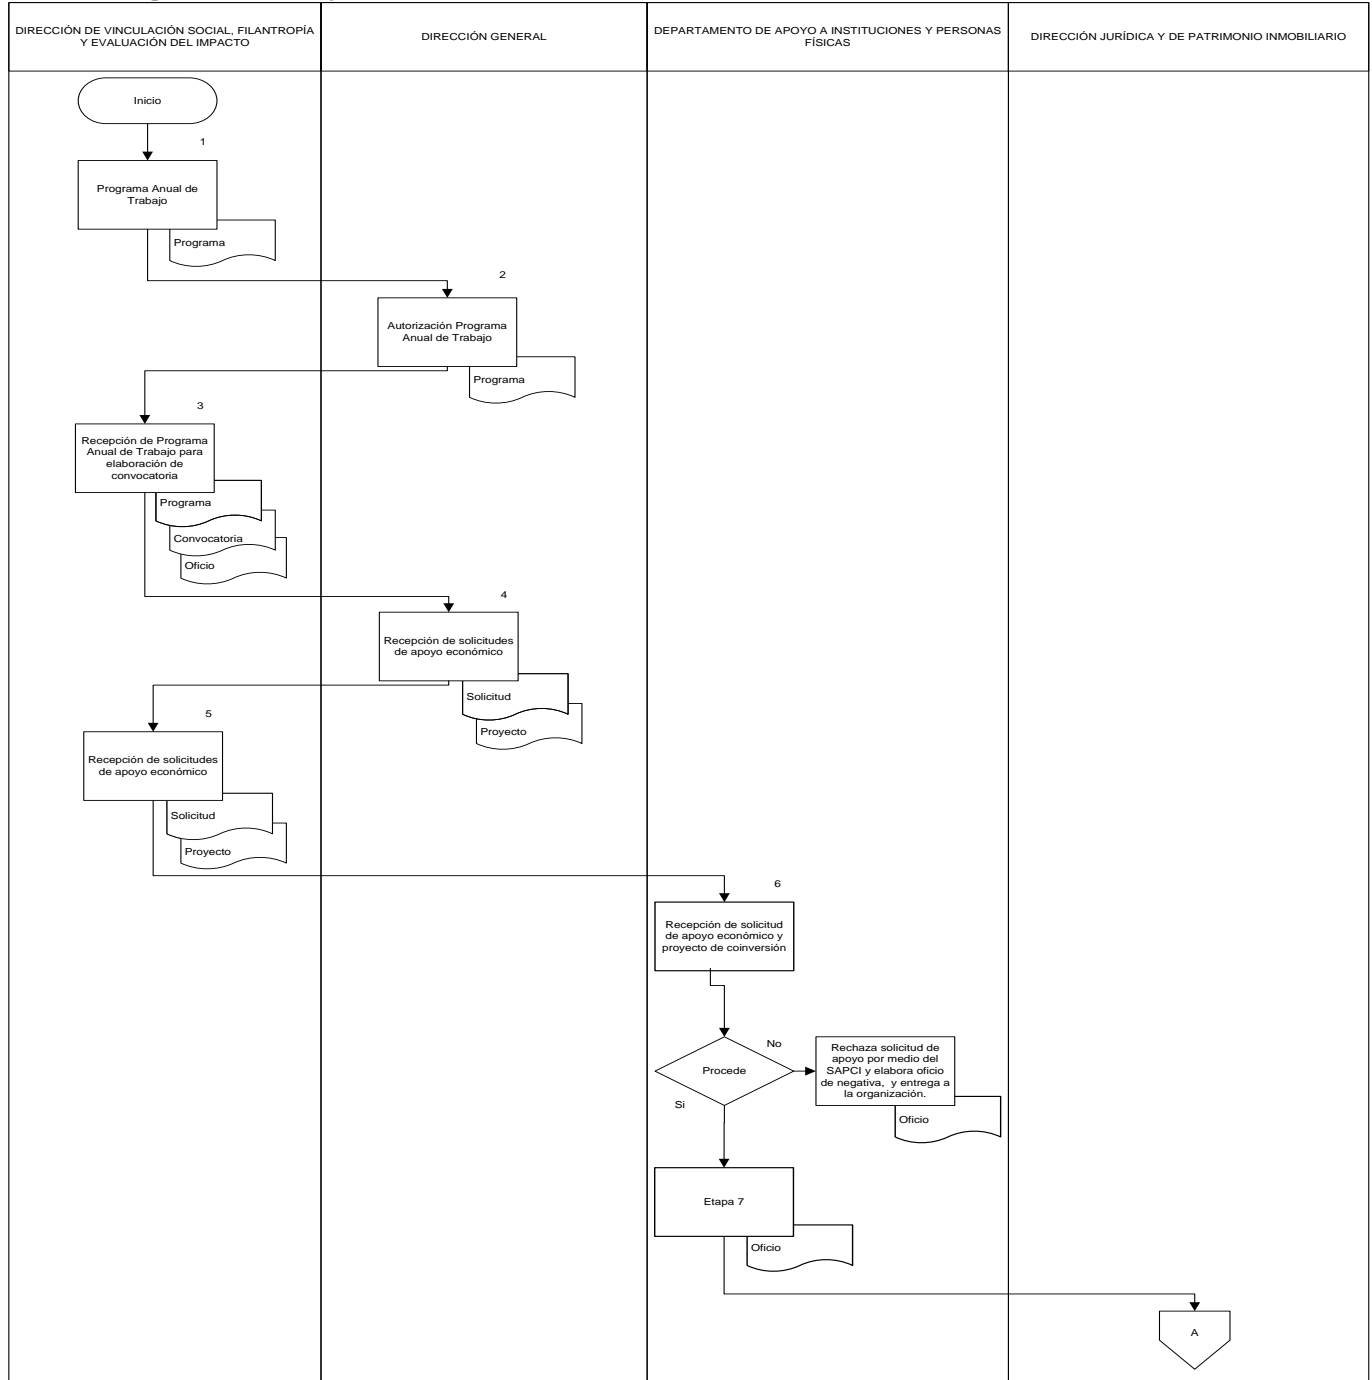 DIRECCIÓN DE VINCULACIÓN SOCIAL, FILANTROPÍA
Y EVALUACIÓN DEL IMPACTO
DIRECCIÓN GENERAL
DEPARTAMENTO DE APOYO A INSTITUCIONES Y PERSONAS
FÍSICAS
DIRECCIÓN JURÍDICA Y DE PATRIMONIO INMOBILIARIO
Inicio
1
Programa Anual de
Trabajo
Programa
2
Autorización Programa
Anual de Trabajo
Programa
3
Recepción de Programa
Anual de Trabajo para
elaboración de
convocatoria
Programa
Convocatoria
Oficio
4
Recepción de solicitudes
de apoyo económico
Solicitud
Proyecto
5
Recepción de solicitudes
de apoyo económico
Solicitud
Proyecto
6
Recepción de solicitud
de apoyo económico y
proyecto de coinversión
Procede
No
Si
Rechaza solicitud de
apoyo por medio del
SAPCI y elabora oficio
de negativa, y entrega a
la organización.
Oficio
Etapa 7
Oficio
A